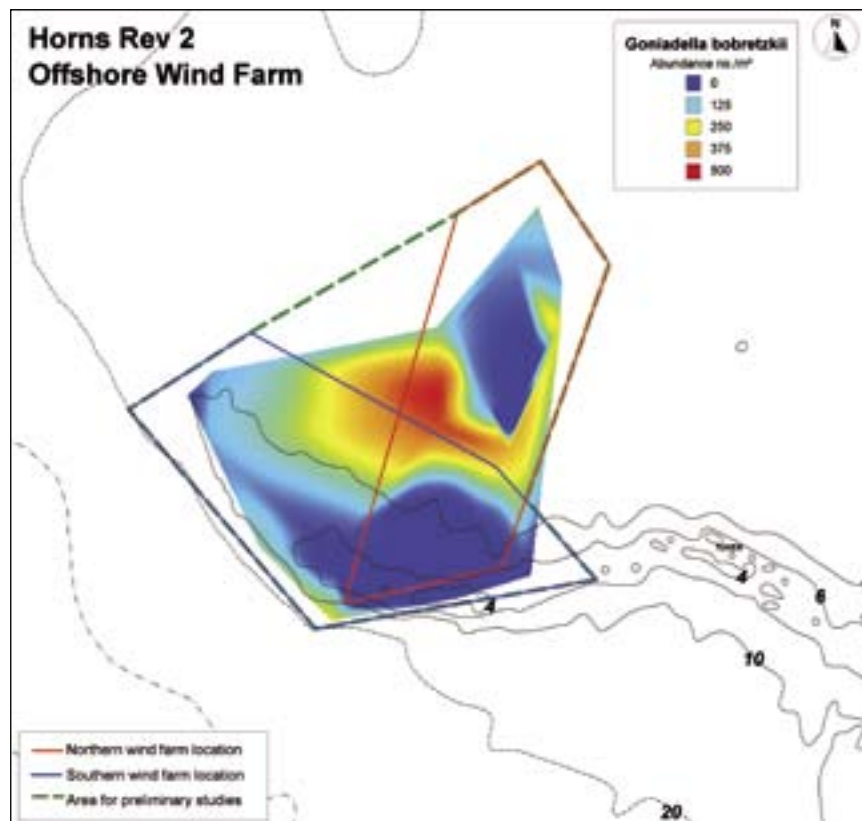 Horns Rev 2
Offshore Wind Farm
Goniadella bobretzkii
Abundance no./m²
0
125
250
375
500
N
4
4
6
10
20
Northern wind farm location
Southern wind farm location
Area for preliminary studies